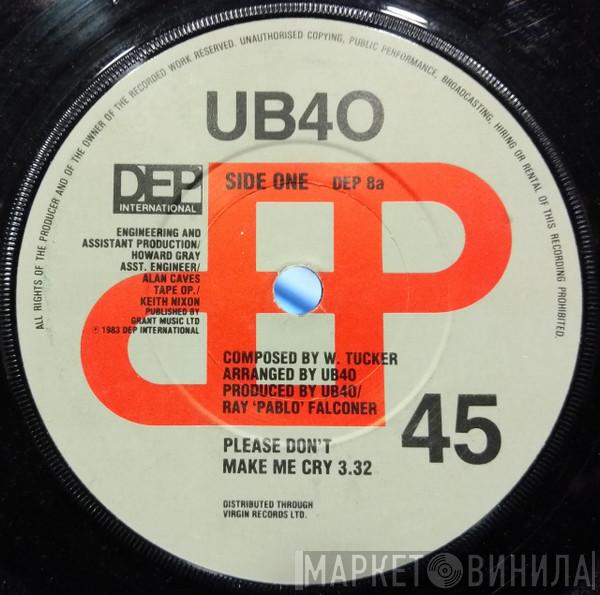 ALL RIGHTS OF THE PRODUCER AND OF THE OWNER OF THE RECORDED WORK RESERVED. UNAUTHORISED COPYING, PUBLIC PERFORMANCE, BROADCASTING, HIRING OR RENTAL OF THIS RECORDING PROHIBITED.
UB40
DEP
INTERNATIONAL
SIDE ONE DEP 8a
ENGINEERING AND
ASSISTANT PRODUCTION/
HOWARD GRAY
ASST. ENGINEER/
ALAN CAVES
TAPE OP./
KEITH NIXON
PUBLISHED BY
GRANT MUSIC LTD
℗ 1983 DEP INTERNATIONAL
DEP
COMPOSED BY W. TUCKER
ARRANGED BY UB40
PRODUCED BY UB40/
RAY 'PABLO' FALCONER
45
PLEASE DON'T
MAKE ME CRY 3.32
DISTRIBUTED THROUGH
VIRGIN RECORDS LTD.
МАРКЕТ ВИНИЛА